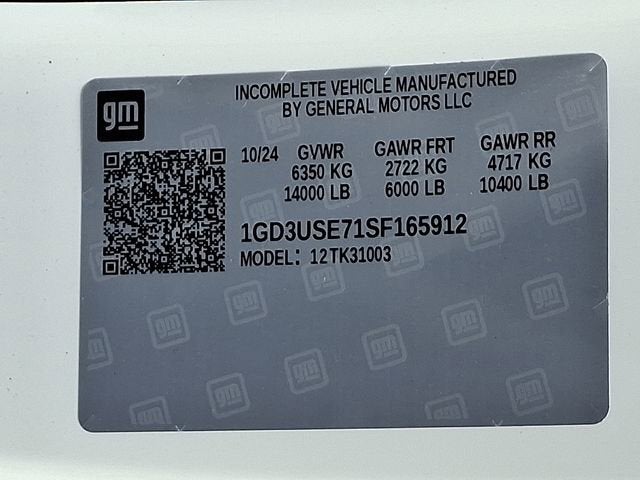 gm
INCOMPLETE VEHICLE MANUFACTURED
BY GENERAL MOTORS LLC
10/24 GVWR GAWR FRT GAWR RR
6350 KG 2722 KG 4717 KG
14000 LB 6000 LB 10400 LB
1GD3USE71SF165912
MODEL: 12TK31003